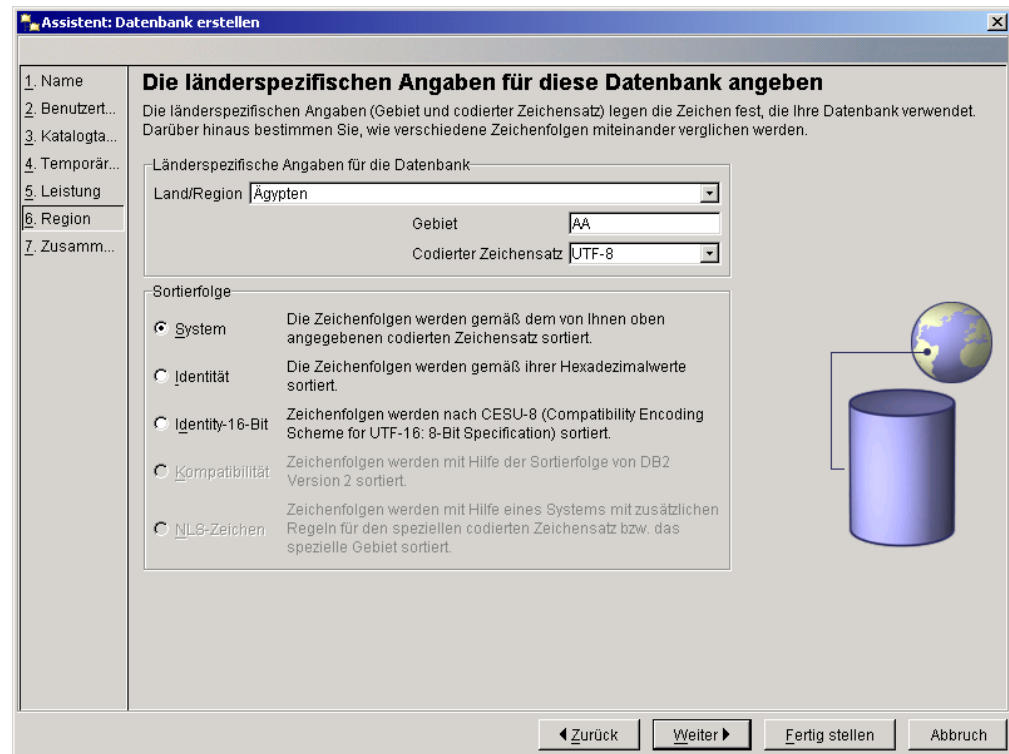 Assistent: Datenbank erstellen
1. Name
2. Benutzert...
3. Katalogta...
4. Temporär...
5. Leistung
6. Region
7. Zusamm...
Die länderspezifischen Angaben für diese Datenbank angeben
Die länderspezifischen Angaben (Gebiet und codierter Zeichensatz) legen die Zeichen fest, die Ihre Datenbank verwendet.
Darüber hinaus bestimmen Sie, wie verschiedene Zeichenfolgen miteinander verglichen werden.
Länderspezifische Angaben für die Datenbank
Land/Region Ägypten
Gebiet AA
Codierter Zeichensatz UTF-8
Sortierfolge
System Die Zeichenfolgen werden gemäß dem von Ihnen oben
angegebenen codierten Zeichensatz sortiert.
Identität Die Zeichenfolgen werden gemäß ihrer Hexadezimalwerte
sortiert.
Identity-16-Bit Zeichenfolgen werden nach CESU-8 (Compatibility Encoding
Scheme for UTF-16: 8-Bit Specification) sortiert.
Kompatibilität Zeichenfolgen werden mit Hilfe der Sortierfolge von DB2
Version 2 sortiert.
NLS-Zeichen Zeichenfolgen werden mit Hilfe eines Systems mit zusätzlichen
Regeln für den speziellen codierten Zeichensatz bzw. das
spezielle Gebiet sortiert.
Zurück Weiter Fertig stellen Abbruch